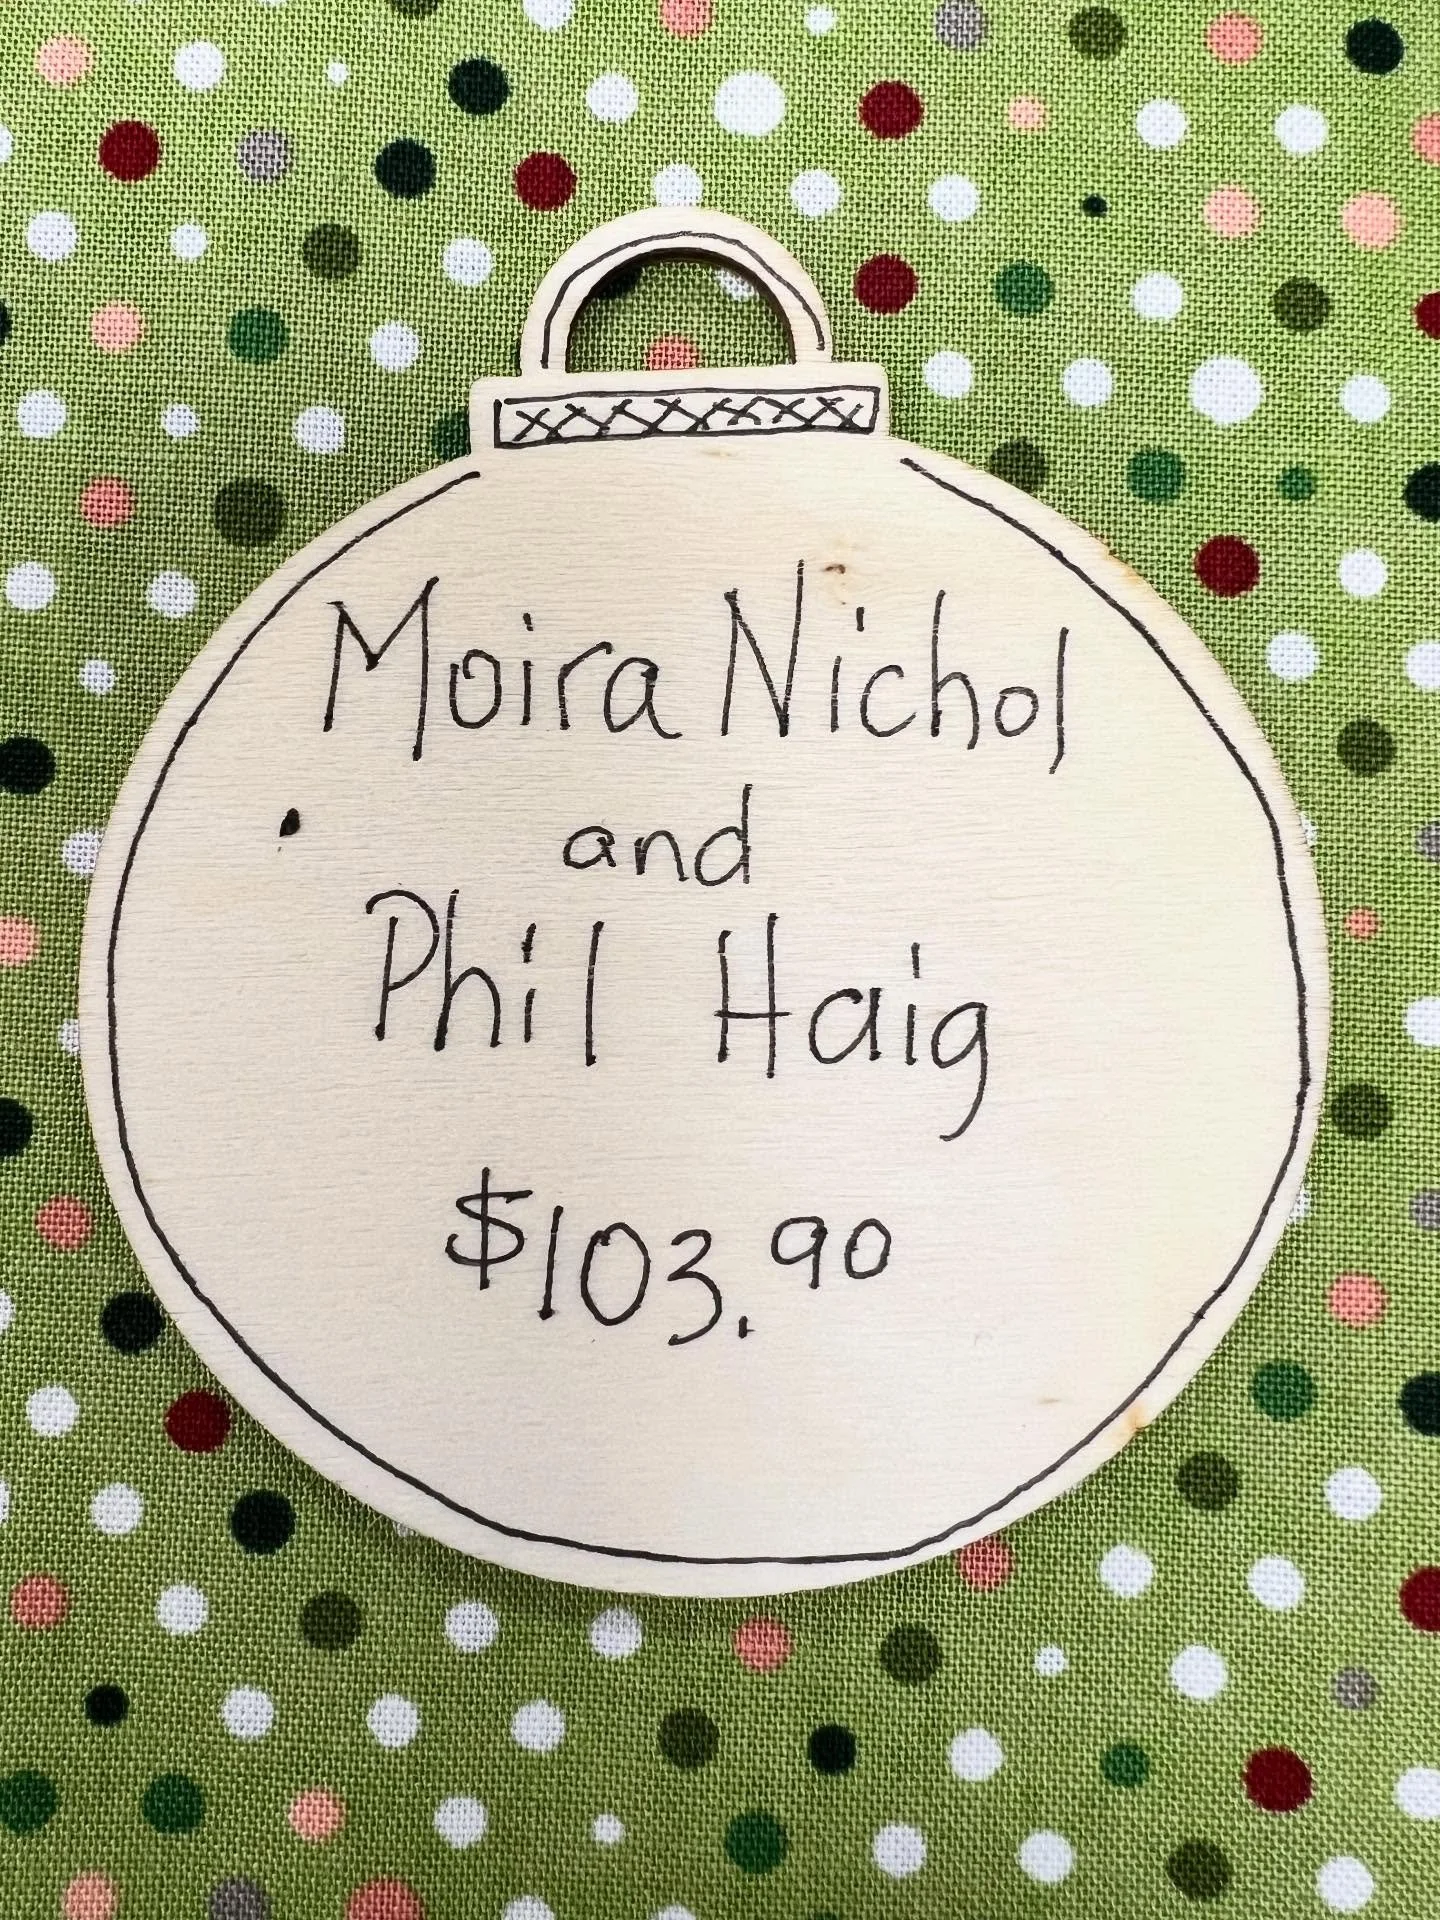 Moira Nichol
and
Phil Haig
$103.90